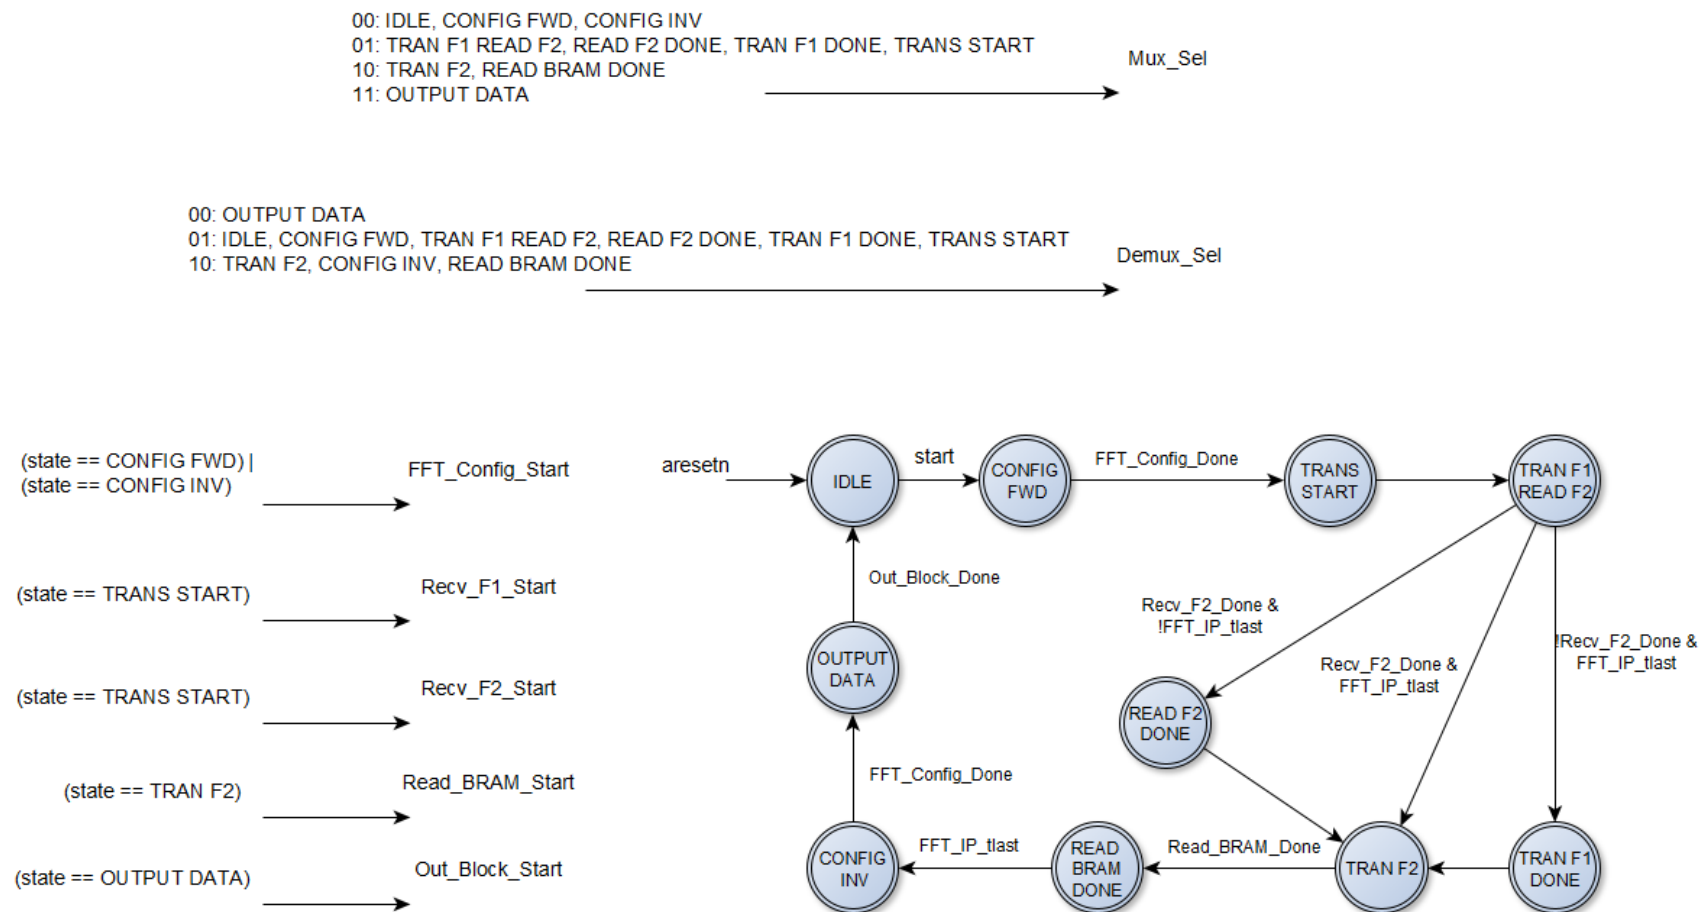 00: IDLE, CONFIG FWD, CONFIG INV
01: TRAN F1 READ F2, READ F2 DONE, TRAN F1 DONE, TRANS START
10: TRAN F2, READ BRAM DONE
11: OUTPUT DATA
Mux_Sel
00: OUTPUT DATA
01: IDLE, CONFIG FWD, TRAN F1 READ F2, READ F2 DONE, TRAN F1 DONE, TRANS START
10: TRAN F2, CONFIG INV, READ BRAM DONE
Demux_Sel
(state == CONFIG FWD) |
(state == CONFIG INV)
FFT_Config_Start
(state == TRANS START)
Recv_F1_Start
(state == TRANS START)
Recv_F2_Start
(state == TRAN F2)
Read_BRAM_Start
(state == OUTPUT DATA)
Out_Block_Start
aresetn
IDLE
start
CONFIG
FWD
FFT_Config_Done
TRANS
START
TRAN F1
READ F2
Out_Block_Done
Recv_F2_Done &
!FFT_IP_tlast
Recv_F2_Done &
FFT_IP_tlast
!Recv_F2_Done &
FFT_IP_tlast
OUTPUT
DATA
READ F2
DONE
FFT_Config_Done
CONFIG
INV
FFT_IP_tlast
READ
BRAM
DONE
Read_BRAM_Done
TRAN F2
TRAN F1
DONE